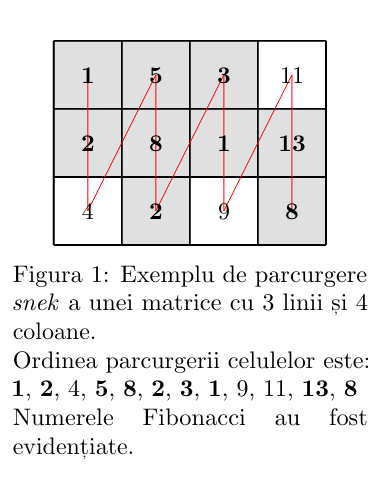 1 5 3 11
2 8 1 13
4 2 9 8
Figura 1: Exemplu de parcurgere
snek a unei matrice cu 3 linii și 4
coloane.
Ordinea parcurgerii celulelor este:
1, 2, 4, 5, 8, 2, 3, 1, 9, 11, 13, 8
Numerele Fibonacci au fost
evidențiate.